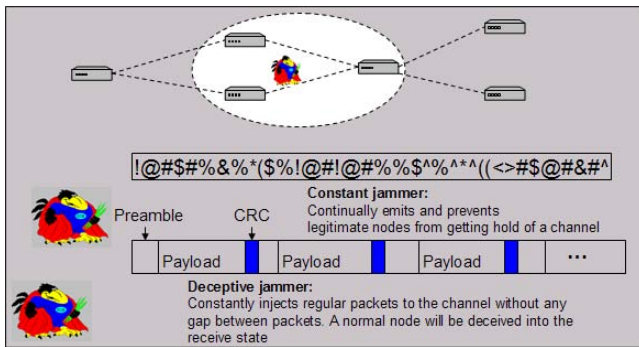 !@#$#%&%*($%!@#!@#%%$^%^*^((<>#$@#&#^
Constant jammer:
Continually emits and prevents
legitimate nodes from getting hold of a channel
Preamble CRC
Payload Payload Payload ...
Deceptive jammer:
Constantly injects regular packets to the channel without any
gap between packets. A normal node will be deceived into the
receive state